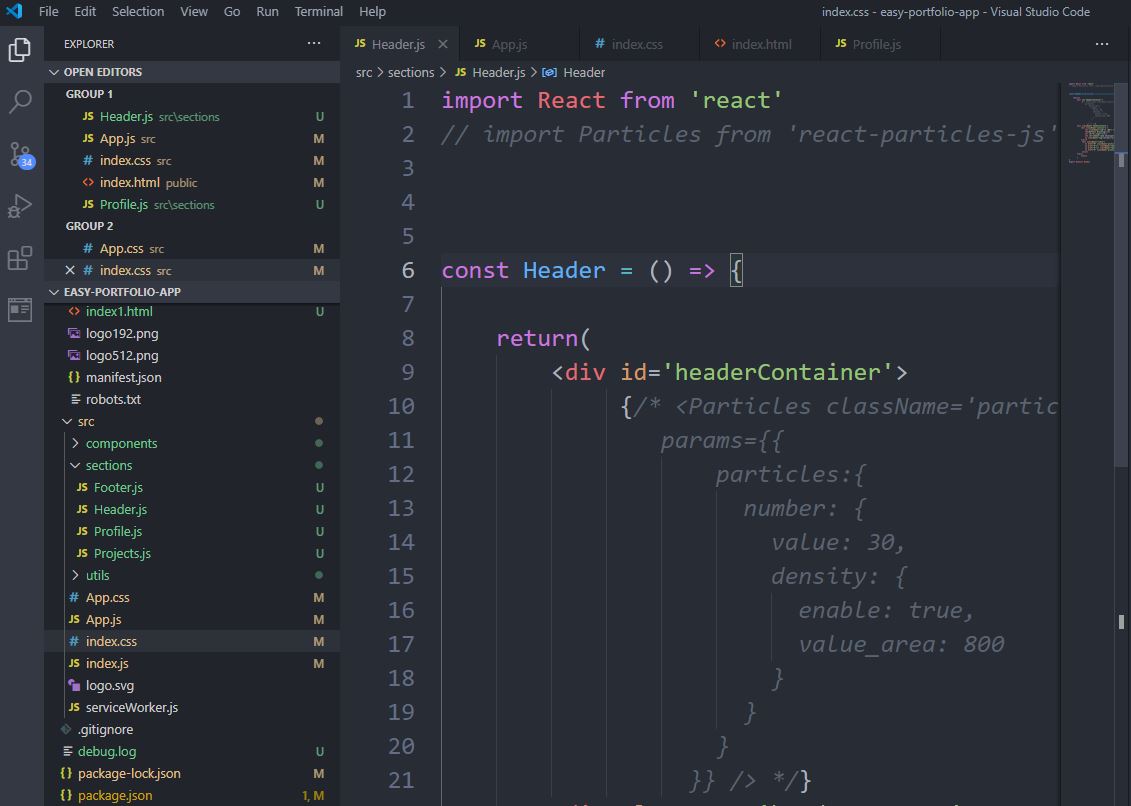 File Edit Selection View Go Run Terminal Help index.css - easy-portfolio-app - Visual Studio Code
EXPLORER ...
OPEN EDITORS
GROUP 1
JS Header.js src\sections U
JS App.js src M
# index.css src M
<> index.html public M
JS Profile.js src\sections U
GROUP 2
# App.css src M
# index.css src M
EASY-PORTFOLIO-APP
<> index1.html U
logo192.png
logo512.png
{} manifest.json
robots.txt
src
components
sections
JS Footer.js U
JS Header.js U
JS Profile.js U
JS Projects.js U
utils
# App.css M
JS App.js M
# index.css M
JS index.js M
logo.svg
JS serviceWorker.js
.gitignore
debug.log U
{} package-lock.json M
{} package.json 1, M
34
JS Header.js JS App.js # index.css <> index.html JS Profile.js ...
src > sections > JS Header.js > Header
1 import React from 'react'
2 // import Particles from 'react-particles-js'
3
4
5
6 const Header = () => {
7
8 return(
9 <div id='headerContainer'>
10 {/* <Particles className='partic
11 params={{
12 particles:{
13 number: {
14 value: 30,
15 density: {
16 enable: true,
17 value_area: 800
18 }
19 }
20 }
21 }} /> */}